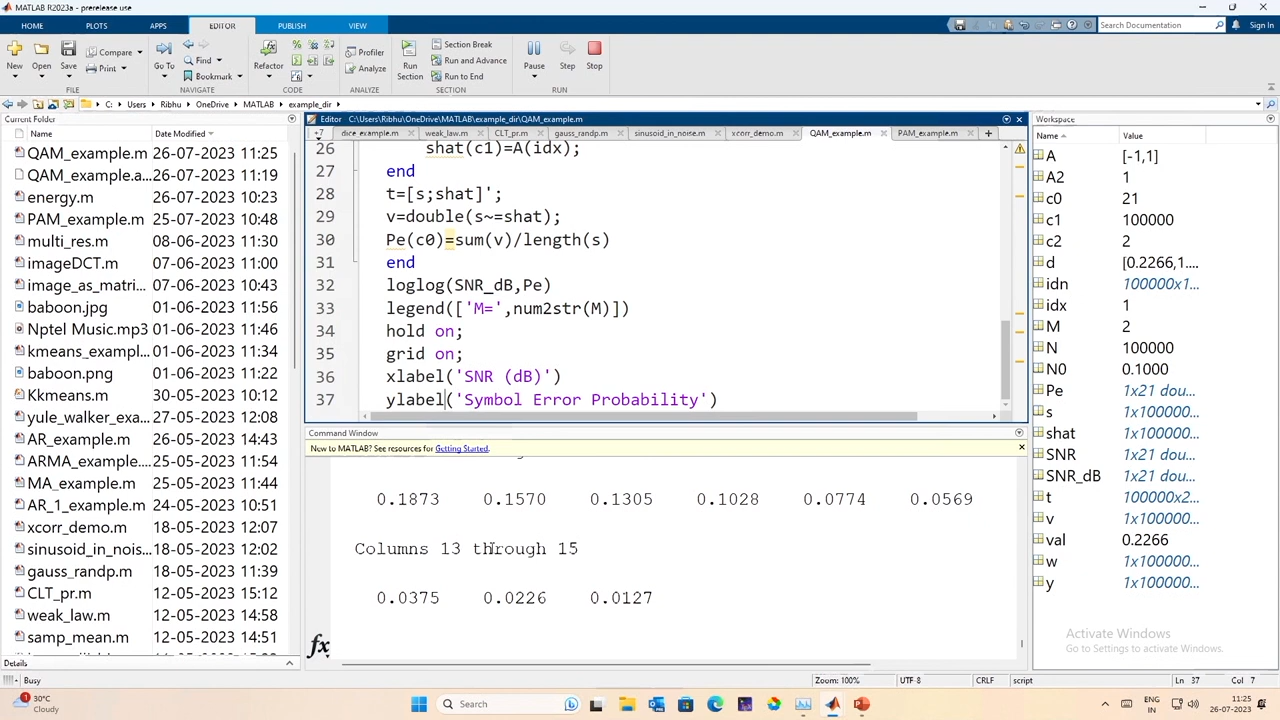 MATLAB R2023a - prerelease use
HOME PLOTS APPS EDITOR PUBLISH VIEW Search Documentation Sign In
New Open Save Compare Print Go To Find Bookmark Refactor Profiler Analyze Run Section Section Break Run and Advance Run to End Pause Step Stop
FILE NAVIGATE CODE ANALYZE SECTION RUN
C: Users Ribhu OneDrive MATLAB example_dir
Current Folder
Name Date Modified
QAM_example.m 26-07-2023 11:25
QAM_example.a... 26-07-2023 11:19
energy.m 26-07-2023 10:23
PAM_example.m 25-07-2023 10:48
multi_res.m 08-06-2023 11:30
imageDCT.m 07-06-2023 11:00
image_as_matri... 07-06-2023 10:43
baboon.jpg 01-06-2023 11:56
Nptel Music.mp3 01-06-2023 11:46
kmeans_exampl... 01-06-2023 11:34
baboon.png 01-06-2023 11:22
Kkmeans.m 30-05-2023 10:12
yule_walker_exa... 27-05-2023 12:08
AR_example.m 26-05-2023 14:43
ARMA_example... 25-05-2023 11:54
MA_example.m 25-05-2023 11:44
AR_1_example.m 24-05-2023 10:51
xcorr_demo.m 18-05-2023 12:07
sinusoid_in_nois... 18-05-2023 12:02
gauss_randp.m 18-05-2023 11:39
CLT_pr.m 12-05-2023 15:12
weak_law.m 12-05-2023 14:58
samp_mean.m 12-05-2023 14:51
Details
Editor C:\Users\Ribhu\OneDrive\MATLAB\example_dir\QAM_example.m
+7 dice_example.m weak_law.m CLT_pr.m gauss_randp.m sinusoid_in_noise.m xcorr_demo.m QAM_example.m PAM_example.m
26 shat(c1)=A(idx);
27 end
28 t=[s;shat]';
29 v=double(s~=shat);
30 Pe(c0)=sum(v)/length(s)
31 end
32 loglog(SNR_dB,Pe)
33 legend(['M=',num2str(M)])
34 hold on;
35 grid on;
36 xlabel('SNR (dB)')
37 ylabel('Symbol Error Probability')
Command Window
New to MATLAB? See resources for Getting Started.
0.1873 0.1570 0.1305 0.1028 0.0774 0.0569
Columns 13 through 15
0.0375 0.0226 0.0127
fx
Workspace
Name Value
A [-1,1]
A2 1
c0 21
c1 100000
c2 2
d [0.2266,1....
idn 100000x1...
idx 1
M 2
N 100000
N0 0.1000
Pe 1x21 dou...
s 1x100000...
shat 1x100000...
SNR 1x21 dou...
SNR_dB 1x21 dou...
t 100000x2...
v 1x100000...
val 0.2266
w 1x100000...
y 1x100000...
Activate Windows
Go to Settings to activate Windows.
Busy Zoom: 100% UTF-8 CRLF script Ln 37 Col 7
30°C
Cloudy
Search
ENG
IN
11:25
26-07-2023